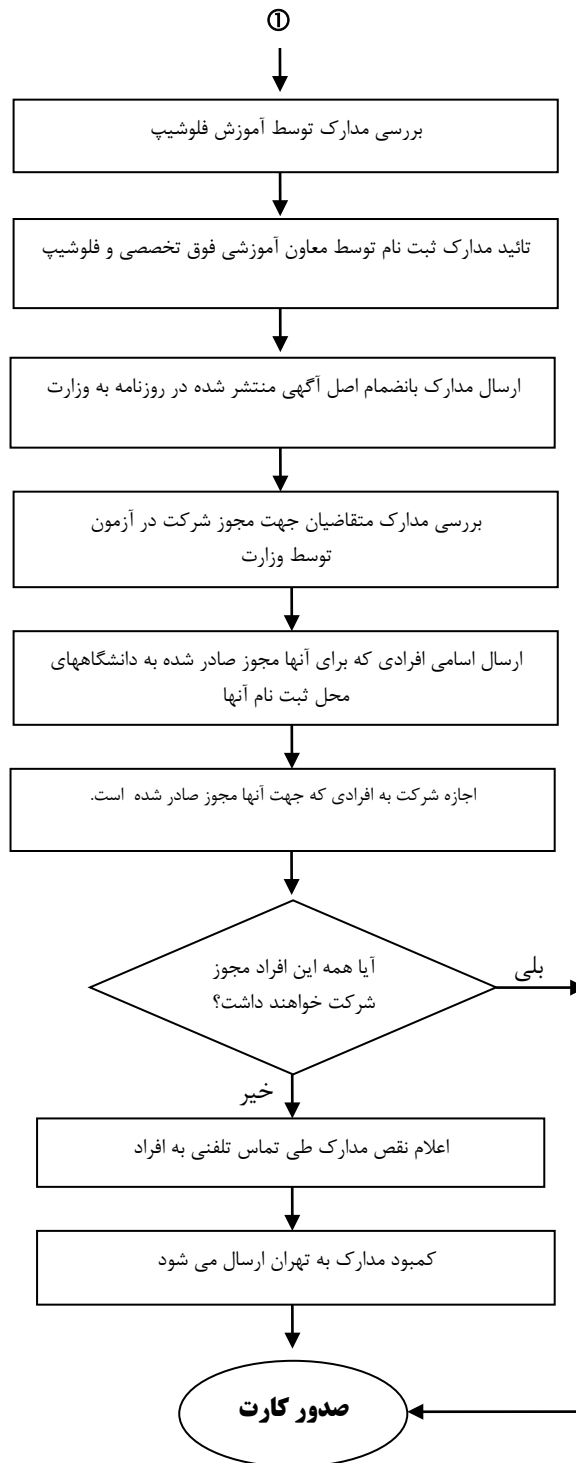 ①
بررسی مدارک توسط آموزش فلوشیپ
تائید مدارک ثبت نام توسط معاون آموزشی فوق تخصصی و فلوشیپ
ارسال مدارک بانضمام اصل آگهی منتشر شده در روزنامه به وزارت
بررسی مدارک متقاضیان جهت مجوز شرکت در آزمون
توسط وزارت
ارسال اسامی افرادی که برای آنها مجوز صادر شده به دانشگاههای
محل ثبت نام آنها
اجازه شرکت به افرادی که جهت آنها مجوز صادر شده است.
آیا همه این افراد مجوز
شرکت خواهند داشت؟
بلی
خیر
اعلام نقص مدارک طی تماس تلفنی به افراد
کمبود مدارک به تهران ارسال می شود
صدور کارت